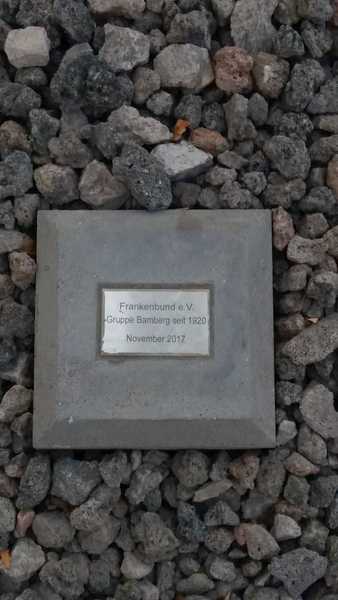 Frankenbund e.V.
Gruppe Bamberg seit 1920
November 2017